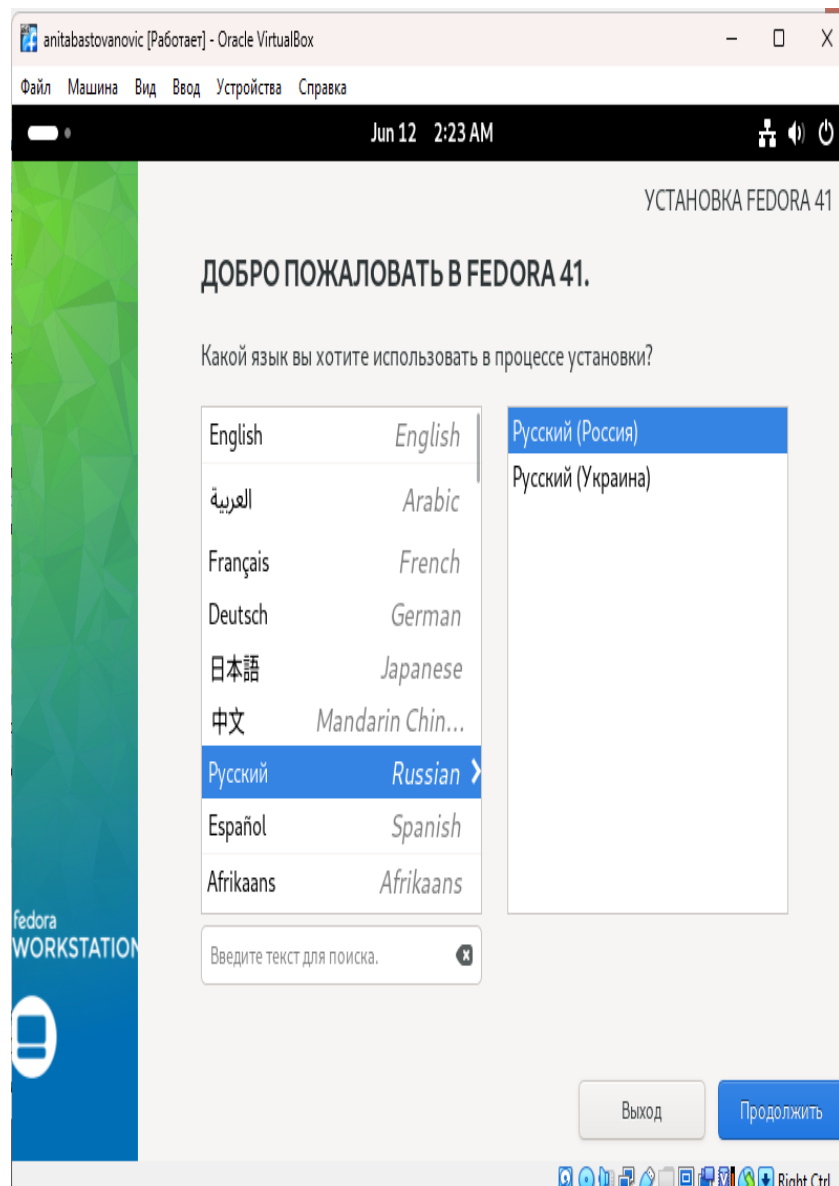 anitabastovanovic [Работает] - Oracle VirtualBox
Файл Машина Вид Ввод Устройства Справка
Jun 12 2:23 AM
УСТАНОВКА FEDORA 41
ДОБРО ПОЖАЛОВАТЬ В FEDORA 41.
Какой язык вы хотите использовать в процессе установки?
English English
العربية Arabic
Français French
Deutsch German
日本語 Japanese
中文 Mandarin Chin...
Русский Russian
Español Spanish
Afrikaans Afrikaans
Русский (Россия)
Русский (Украина)
Введите текст для поиска.
fedora
WORKSTATION
Выход Продолжить
Right Ctrl